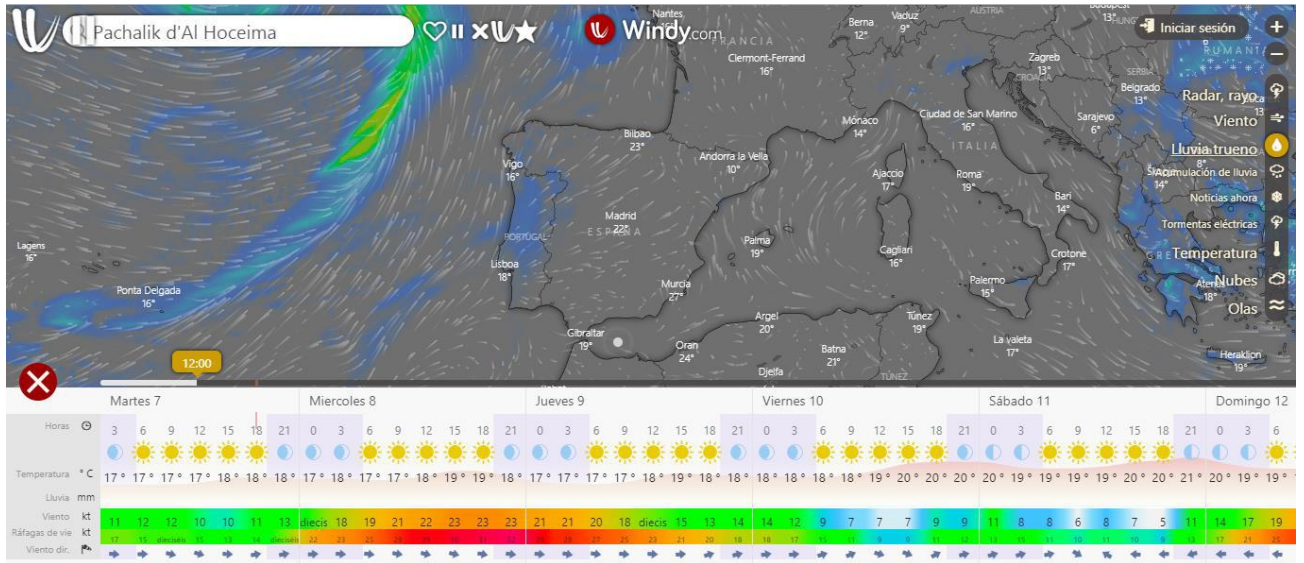 Pachalik d'Al Hoceima
Windy.com
Iniciar sesión
Nantes
Berna
12°
Vaduz
9°
AUSTRIA
FRANCIA
Clermont-Ferrand
16°
Zagreb
13°
CROACIA
SERBIA
RUMANÍA
Belgrado
13°
Radar, rayo
Viento
Lluvia trueno
Acumulación de lluvia
Noticias ahora
Tormentas eléctricas
Temperatura
Nubes
Olas
Mónaco
14°
Ciudad de San Marino
16°
ITALIA
Sarajevo
6°
Bilbao
23°
Vigo
16°
Andorra la Vella
10°
Ajaccio
17°
Roma
19°
Bari
14°
Madrid
22°
ESPAÑA
PORTUGAL
Lagens
16°
Palma
19°
Cagliari
16°
Crotone
17°
Lisboa
18°
Ponta Delgada
16°
Murcia
27°
Palermo
15°
18°
Gibraltar
19°
Argel
20°
Túnez
19°
Oran
24°
Batna
21°
La valeta
17°
Djelfa
TÚNEZ
Heraklion
19°
12:00
Martes 7 Miercoles 8 Jueves 9 Viernes 10 Sábado 11 Domingo 12
Horas 3 6 9 12 15 18 21 0 3 6 9 12 15 18 21 0 3 6 9 12 15 18 21 0 3 6 9 12 15 18 21 0 3 6 9 12 15 18 21 0 3 6
Temperatura °C 17° 17° 17° 17° 18° 18° 18° 18° 18° 17° 17° 18° 19° 19° 18° 17° 17° 17° 17° 18° 19° 18° 18° 18° 18° 18° 18° 19° 19° 20° 20° 20° 19° 19° 19° 19° 20° 20° 21° 20° 19° 19°
Lluvia mm
Viento kt 11 12 12 10 10 11 13 diecis 18 19 21 22 23 23 23 21 21 20 18 diecis 15 13 14 14 12 9 7 7 7 9 9 11 8 8 6 8 7 5 11 14 17 19
Ráfagas de vie kt
Viento dir.